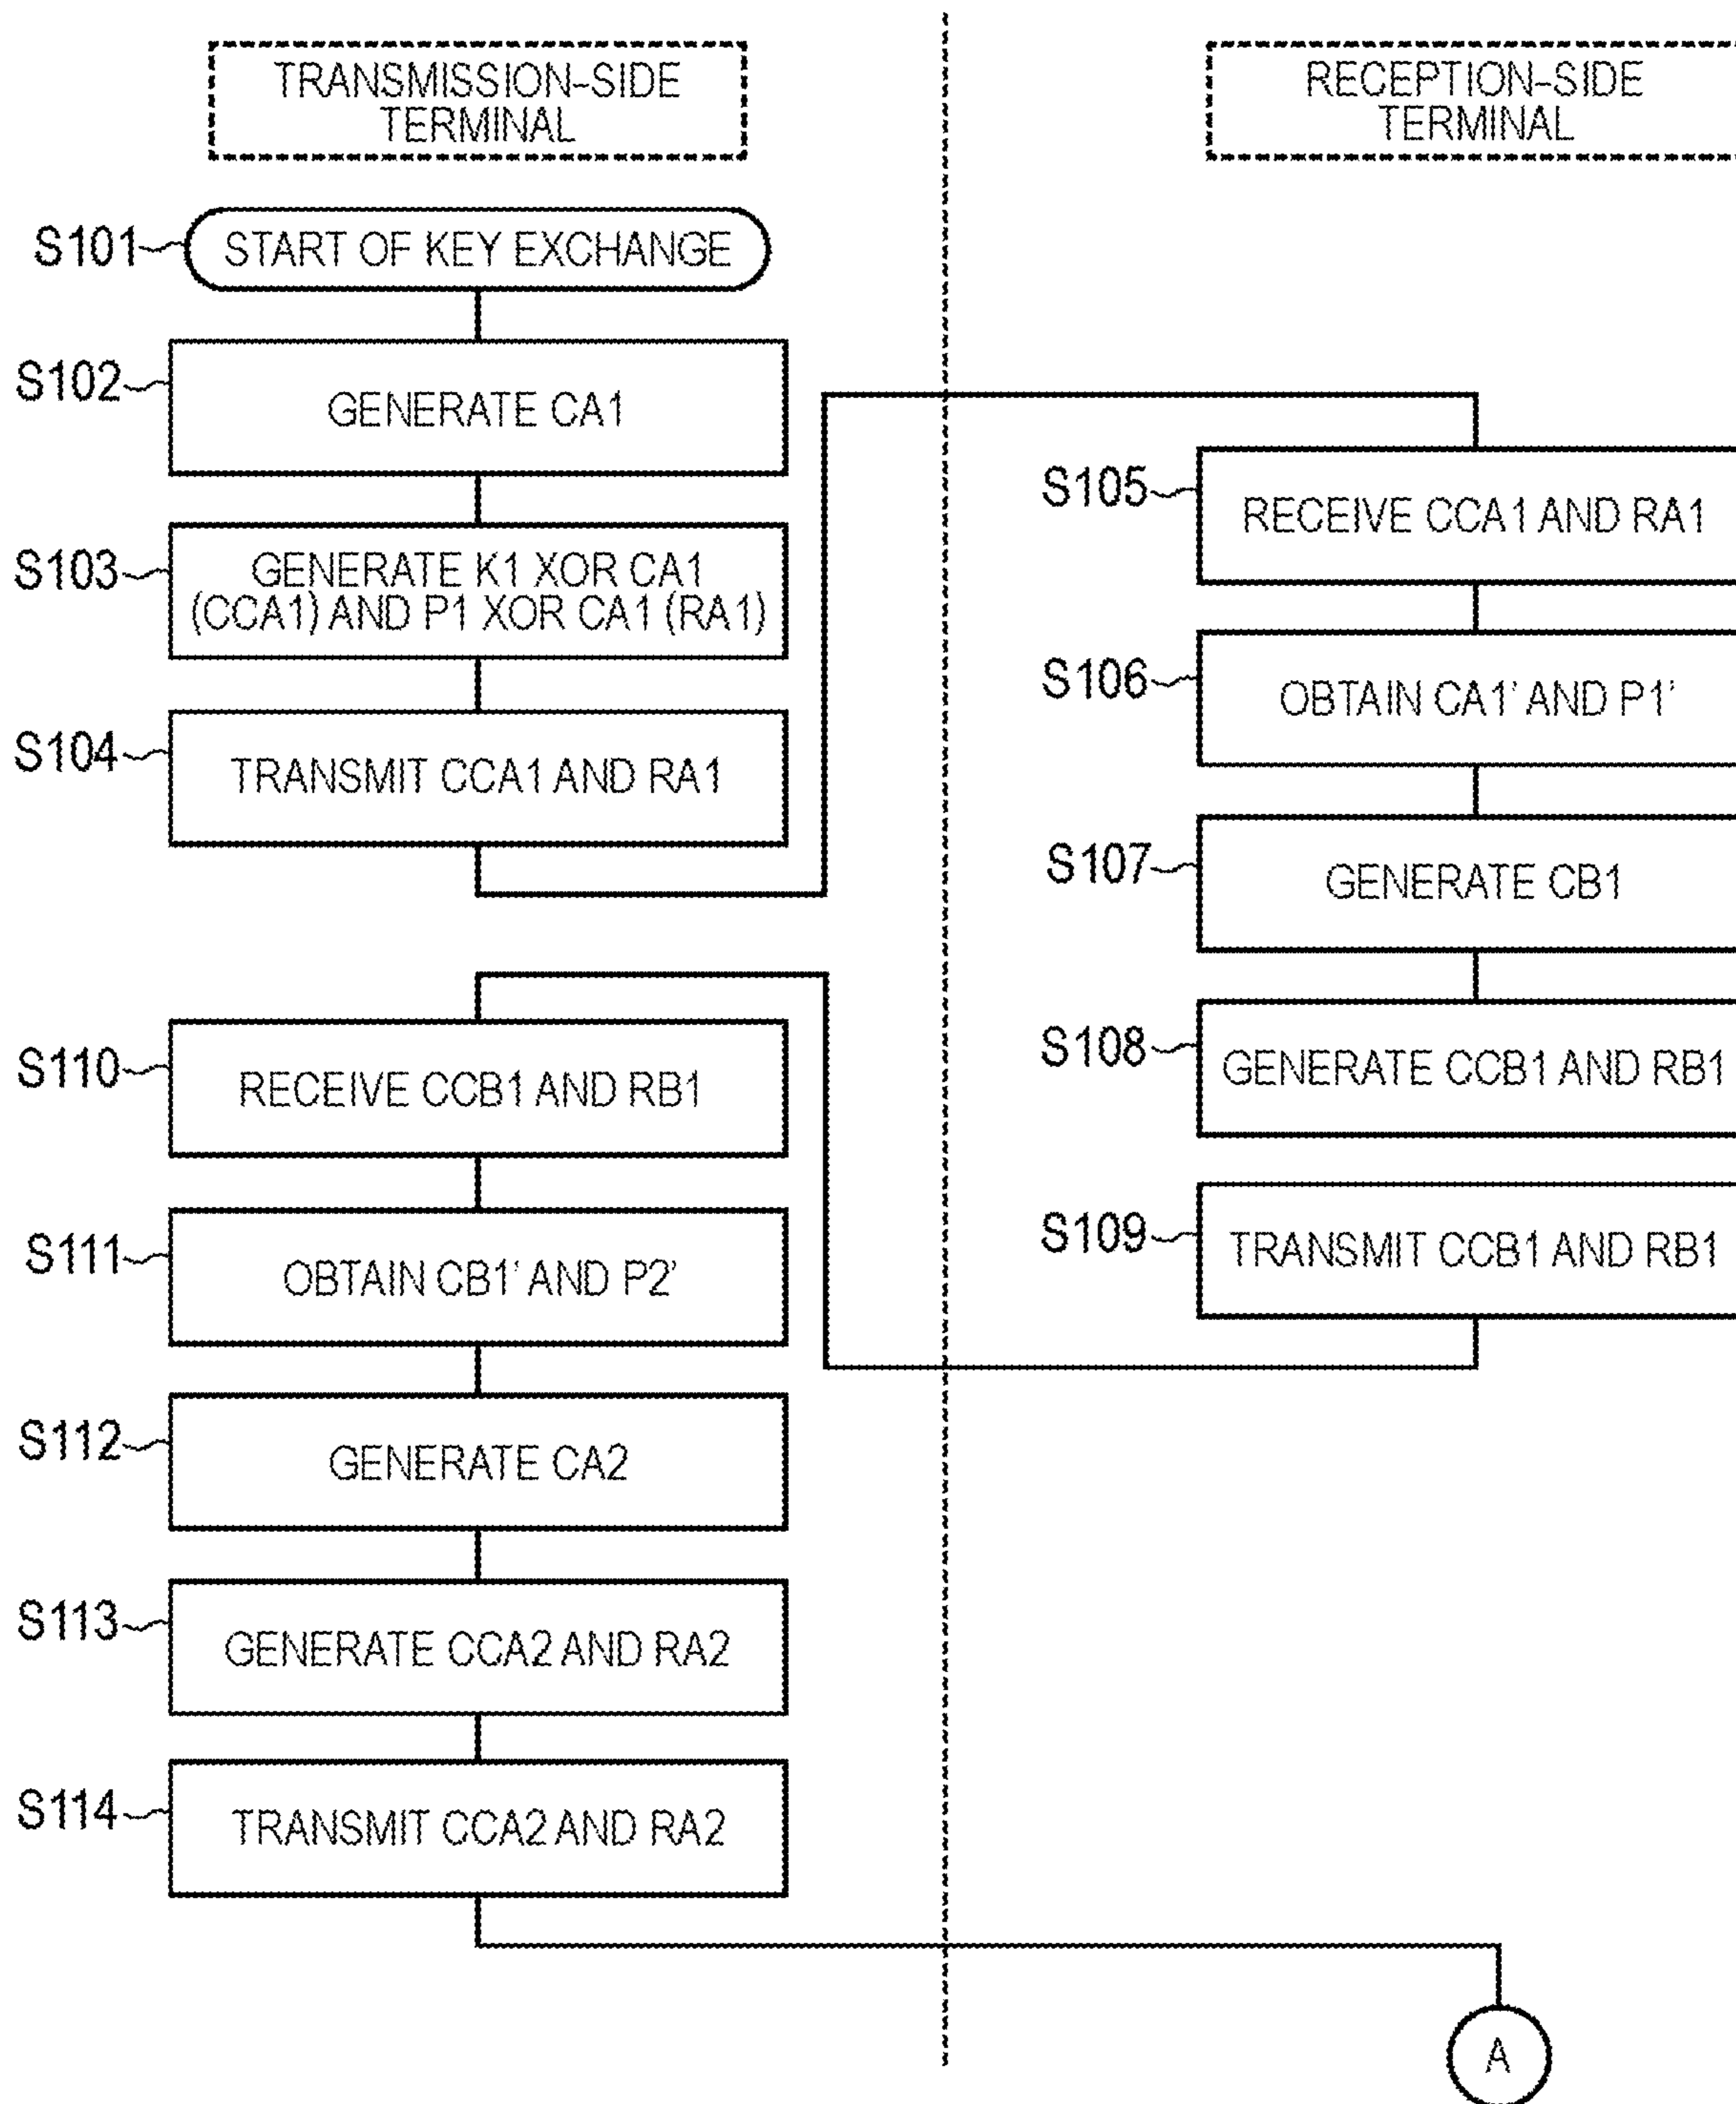 TRANSMISSION-SIDE
TERMINAL
S101
START OF KEY EXCHANGE
S102
GENERATE CA1
S103
GENERATE K1 XOR CA1
(CCA1) AND P1 XOR CA1 (RA1)
S104
TRANSMIT CCA1 AND RA1
S110
RECEIVE CCB1 AND RB1
S111
OBTAIN CB1' AND P2'
S112
GENERATE CA2
S113
GENERATE CCA2 AND RA2
S114
TRANSMIT CCA2 AND RA2
RECEPTION-SIDE
TERMINAL
S105
RECEIVE CCA1 AND RA1
S106
OBTAIN CA1' AND P1'
S107
GENERATE CB1
S108
GENERATE CCB1 AND RB1
S109
TRANSMIT CCB1 AND RB1
A